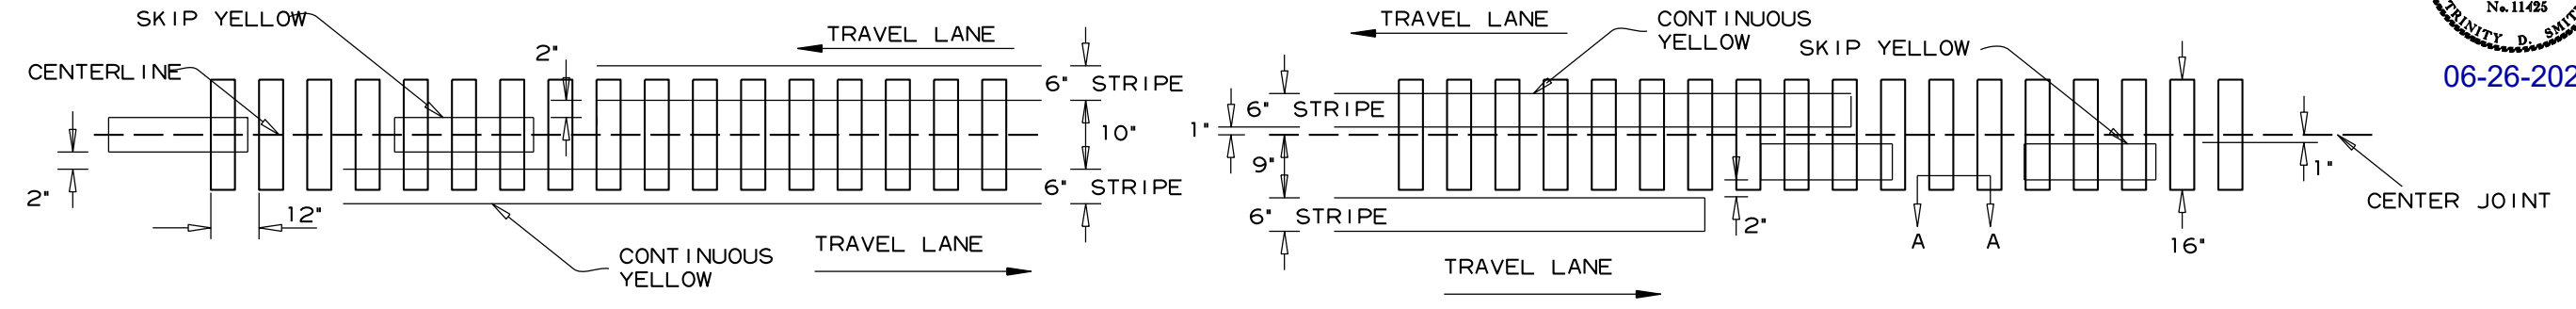 SKIP YELLOW
CENTERLINE
2"
TRAVEL LANE
6" STRIPE
10"
6" STRIPE
2"
12"
CONTINUOUS
YELLOW
TRAVEL LANE
TRAVEL LANE
CONTINUOUS
YELLOW
SKIP YELLOW
6" STRIPE
1"
9"
6" STRIPE
2"
A A
16"
1"
CENTER JOINT
TRAVEL LANE
No. 11425
TRINITY D. SMIT
06-26-202